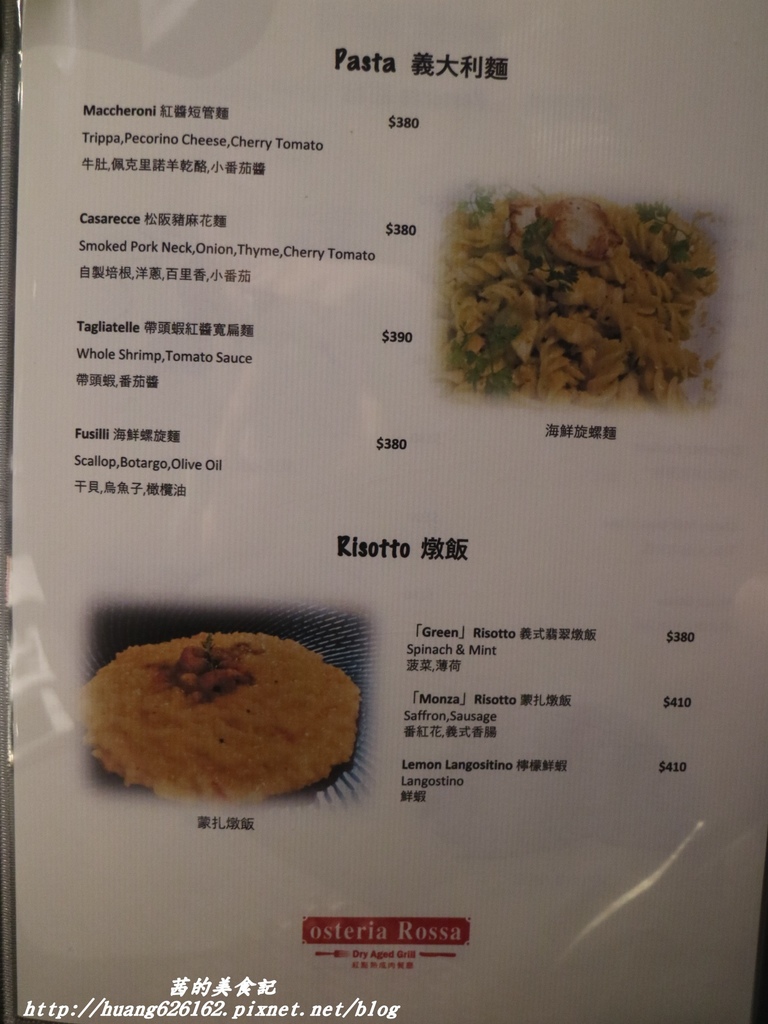 Pasta 義大利麵
Maccheroni 紅醬短管麵 $380
Trippa,Pecorino Cheese,Cherry Tomato
牛肚,佩克里諾羊乾酪,小番茄醬
Casarecce 松阪豬麻花麵 $380
Smoked Pork Neck,Onion,Thyme,Cherry Tomato
自製培根,洋蔥,百里香,小番茄
Tagliatelle 帶頭蝦紅醬寬扁麵 $390
Whole Shrimp,Tomato Sauce
帶頭蝦,番茄醬
海鮮旋螺麵
Fusilli 海鮮螺旋麵 $380
Scallop,Botargo,Olive Oil
干貝,烏魚子,橄欖油
Risotto 燉飯
「Green」Risotto 義式翡翠燉飯 $380
Spinach & Mint
菠菜,薄荷
「Monza」Risotto 蒙扎燉飯 $410
Saffron,Sausage
番紅花,義式香腸
Lemon Langositino 檸檬鮮蝦 $410
Langostino
鮮蝦
蒙扎燉飯
osteria Rossa
Dry Aged Grill
紅點熟成肉餐廳
茜的美食記
http://huang626162.pixnet.net/blog